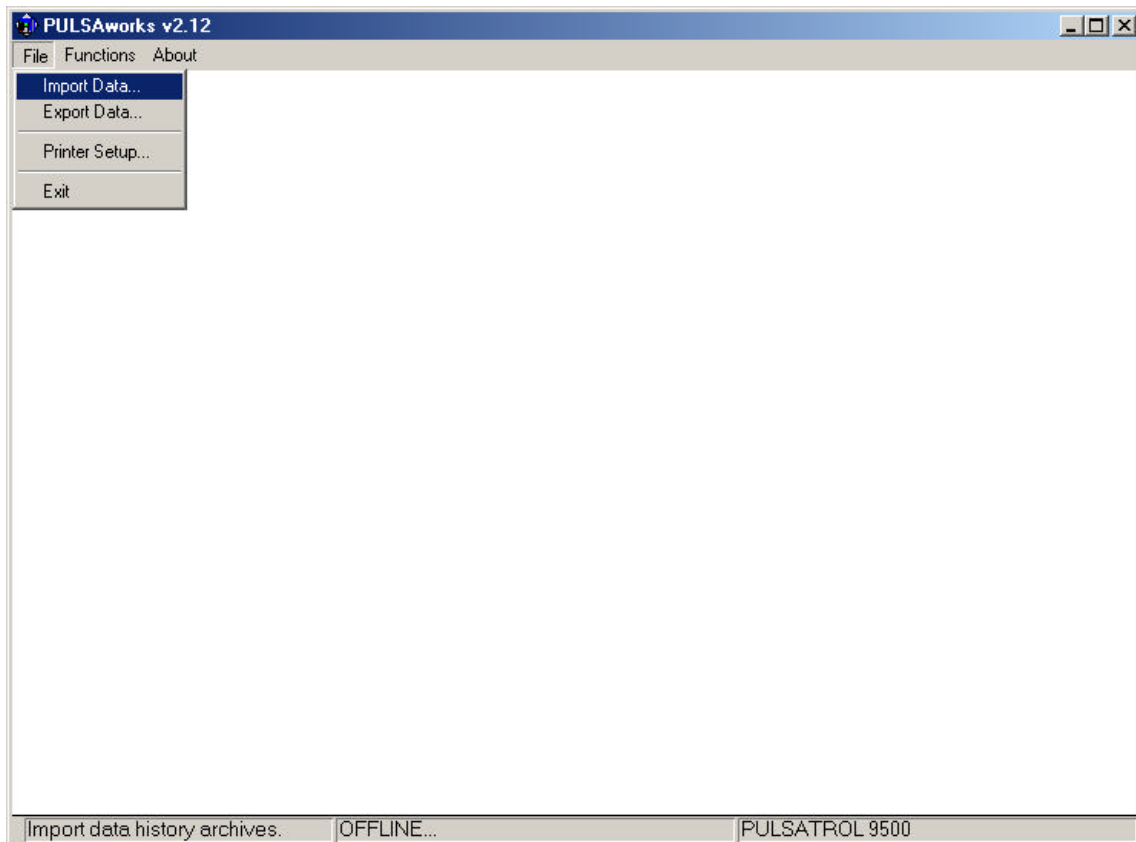 PULSAworks v2.12
File Functions About
Import Data...
Export Data...
Printer Setup...
Exit
Import data history archives. OFFLINE... PULSATROL 9500